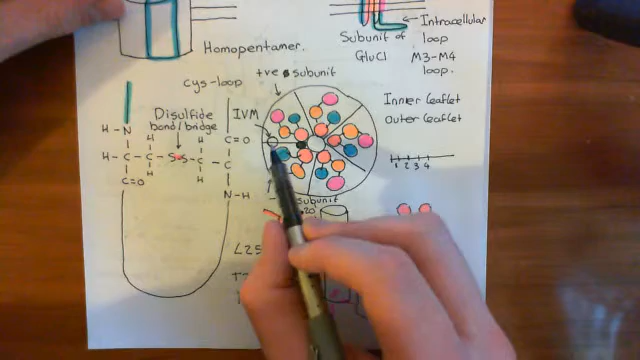 Homopentamer.
Intracellular
loop
M3-M4
loop.
Subunit of
GluCl
cys-loop
+ve subunit
Disulfide
bond/bridge
IVM
Inner leaflet
Outer leaflet
H-N
H
H
C=O
H-C-C-S-S-C-C
H
H
C=O
N-H
1 2 3 4
subunit
L25